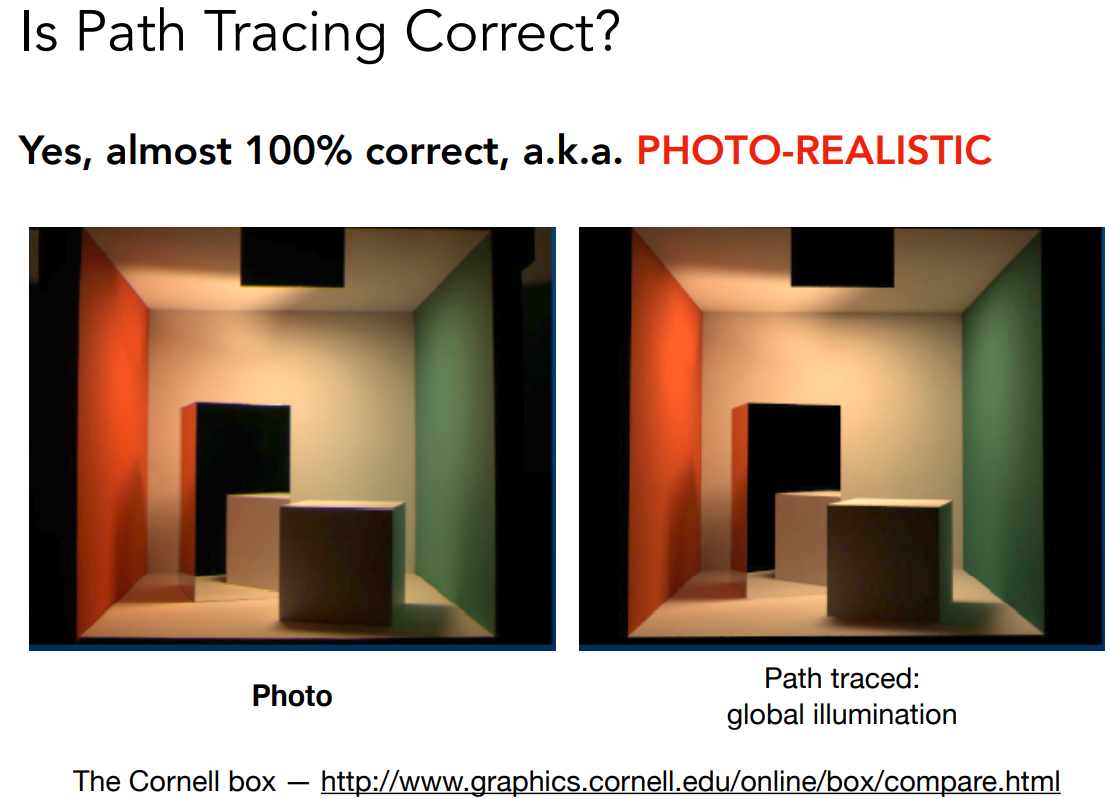 Is Path Tracing Correct?
Yes, almost 100% correct, a.k.a. PHOTO-REALISTIC
Photo
Path traced:
global illumination
The Cornell box — http://www.graphics.cornell.edu/online/box/compare.html